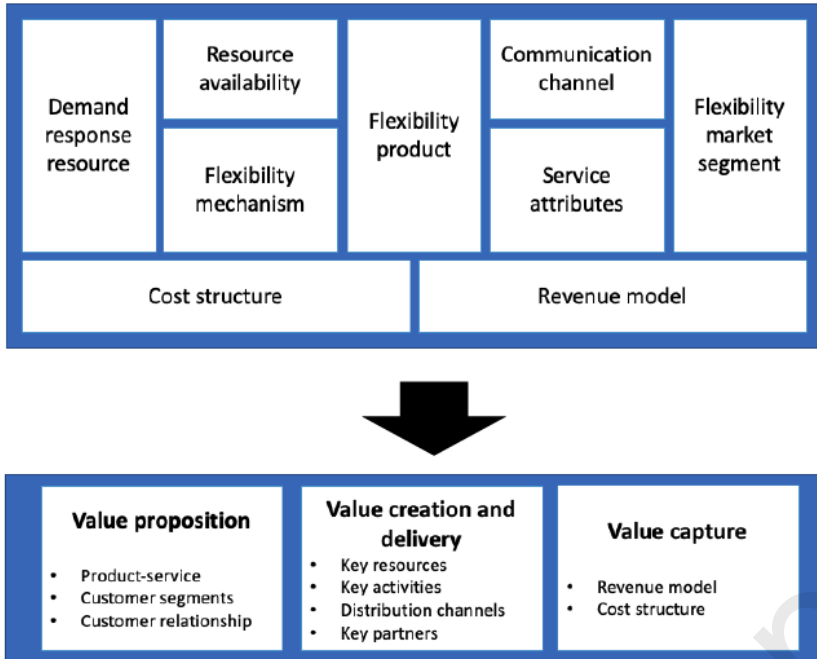 Demand
response
resource
Resource
availability
Flexibility
mechanism
Flexibility
product
Communication
channel
Service
attributes
Flexibility
market
segment
Cost structure
Revenue model
Value proposition
• Product-service
• Customer segments
• Customer relationship
Value creation and
delivery
• Key resources
• Key activities
• Distribution channels
• Key partners
Value capture
• Revenue model
• Cost structure